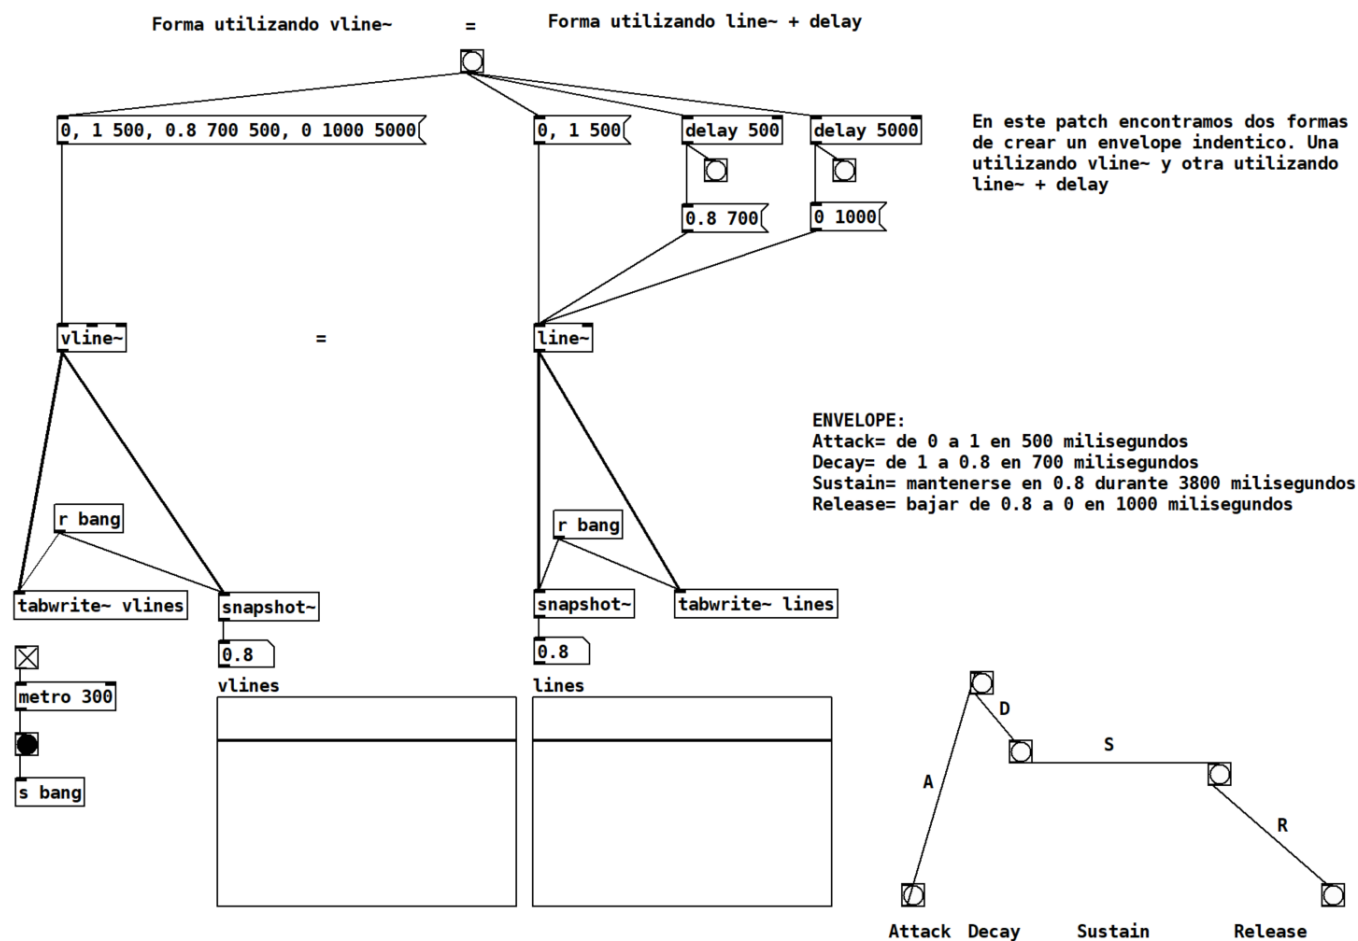 Forma utilizando vline~
=
Forma utilizando line~ + delay
0, 1 500, 0.8 700 500, 0 1000 5000
0, 1 500
delay 500
delay 5000
En este patch encontramos dos formas
de crear un envelope indentico. Una
utilizando vline~ y otra utilizando
line~ + delay
0.8 700
0 1000
vline~
=
line~
ENVELOPE:
Attack= de 0 a 1 en 500 milisegundos
Decay= de 1 a 0.8 en 700 milisegundos
Sustain= mantenerse en 0.8 durante 3800 milisegundos
Release= bajar de 0.8 a 0 en 1000 milisegundos
r bang
r bang
tabwrite~ vlines
snapshot~
snapshot~
tabwrite~ lines
0.8
0.8
metro 300
s bang
vlines
lines
D
S
A
R
Attack Decay Sustain Release